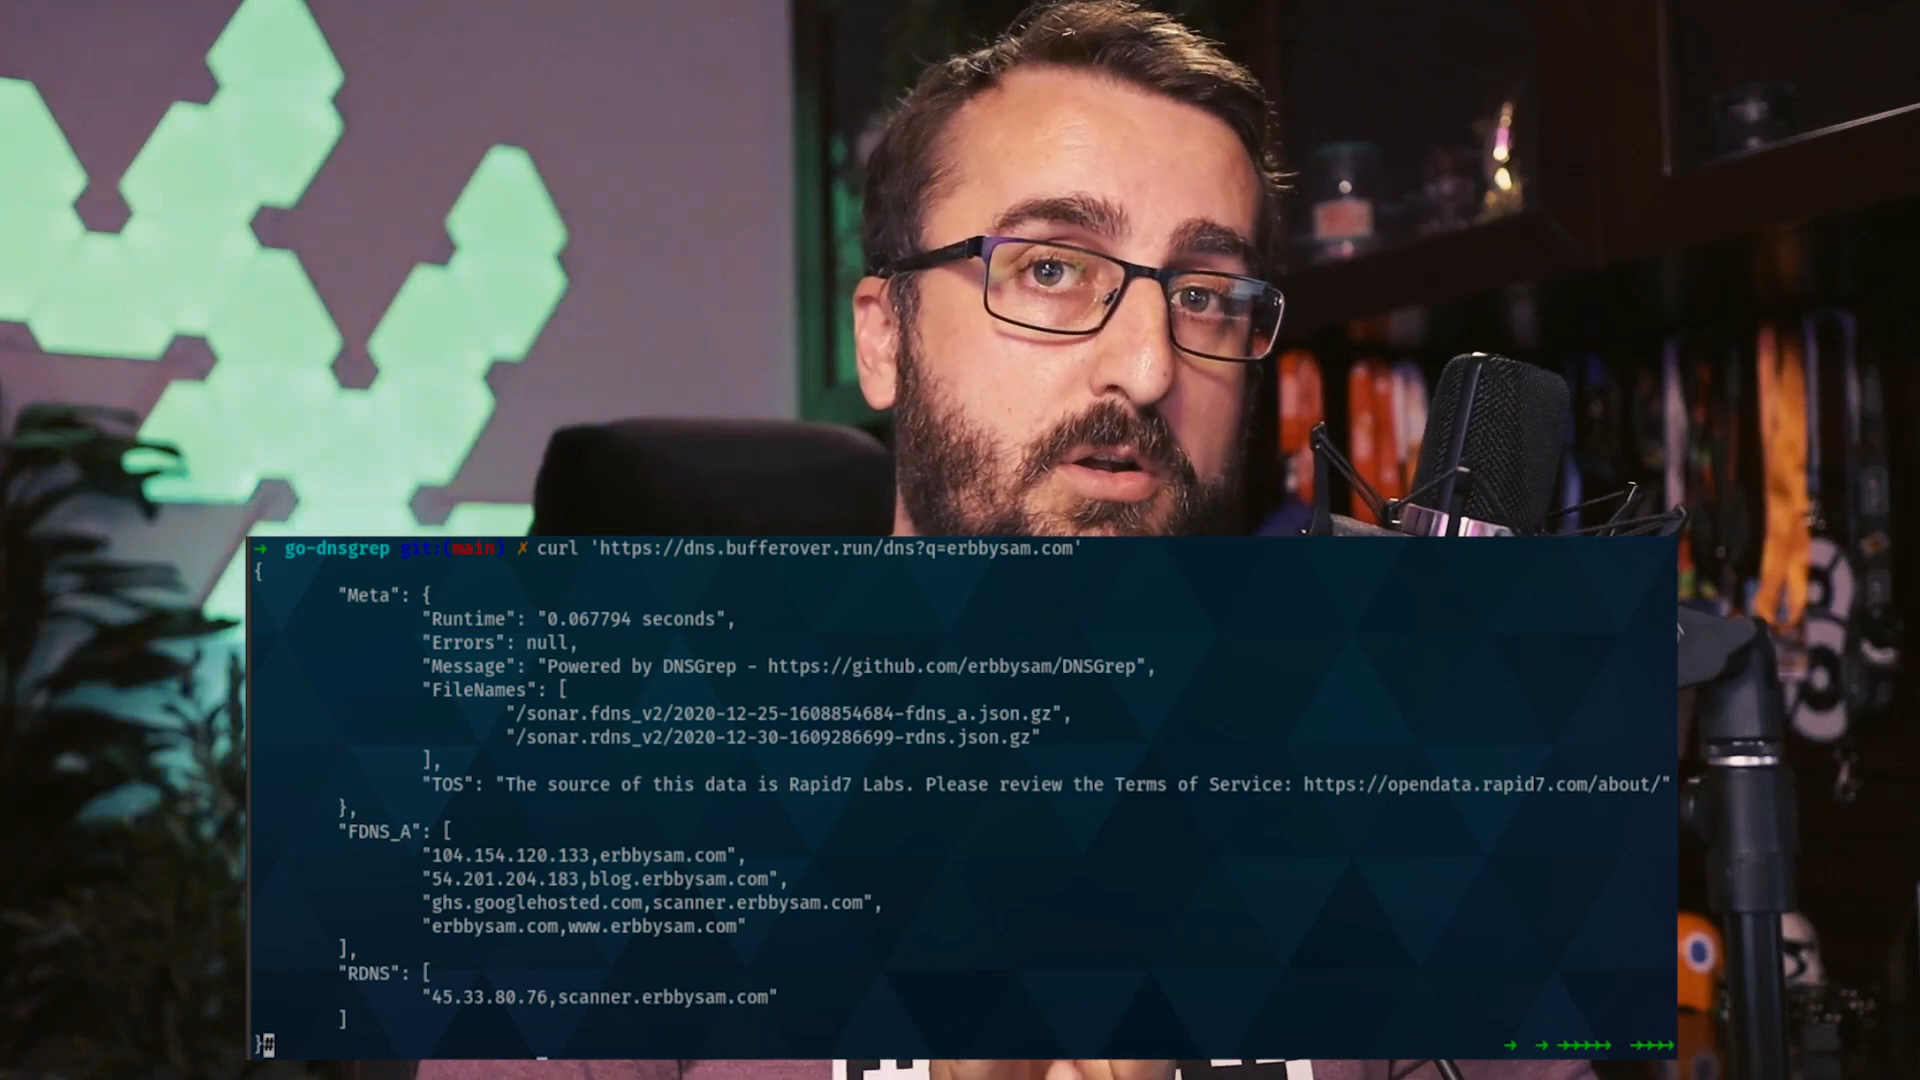 → go-dnsgrep git:(main) ✗ curl 'https://dns.bufferover.run/dns?q=erbbysam.com'
{
"Meta": {
"Runtime": "0.067794 seconds",
"Errors": null,
"Message": "Powered by DNSGrep - https://github.com/erbbysam/DNSGrep",
"FileNames": [
"/sonar.fdns_v2/2020-12-25-1608854684-fdns_a.json.gz",
"/sonar.rdns_v2/2020-12-30-1609286699-rdns.json.gz"
],
"TOS": "The source of this data is Rapid7 Labs. Please review the Terms of Service: https://opendata.rapid7.com/about/"
},
"FDNS_A": [
"104.154.120.133,erbbysam.com",
"54.201.204.183,blog.erbbysam.com",
"ghs.googlehosted.com,scanner.erbbysam.com",
"erbbysam.com,www.erbbysam.com"
],
"RDNS": [
"45.33.80.76,scanner.erbbysam.com"
]
}#